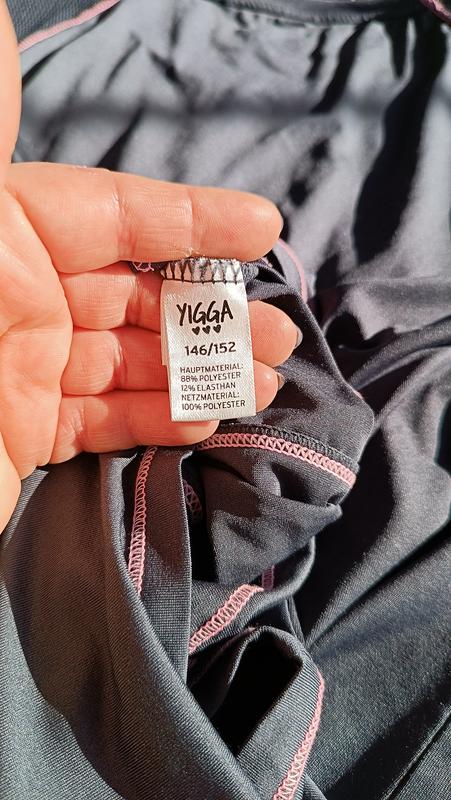 YIGGA
146/152
HAUPTMATERIAL:
88% POLYESTER
12% ELASTHAN
NETZMATERIAL:
100% POLYESTER